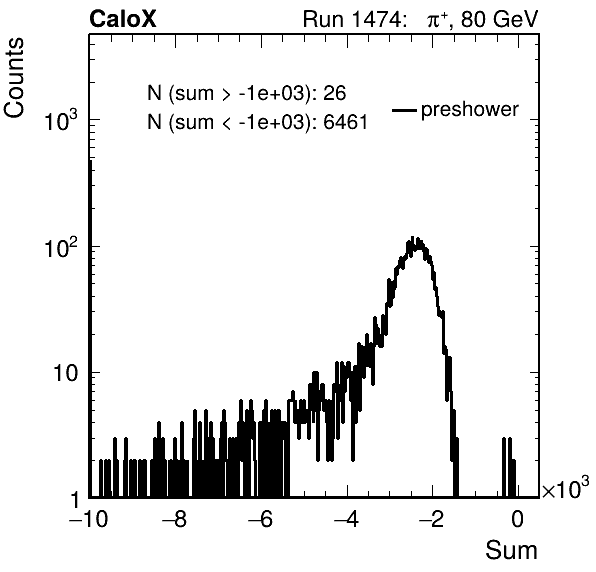 CaloX Run 1474: π⁺, 80 GeV
Counts
N (sum > -1e+03): 26
N (sum < -1e+03): 6461
preshower
10³
10²
10
1
−10 −8 −6 −4 −2 0 ×10³
Sum